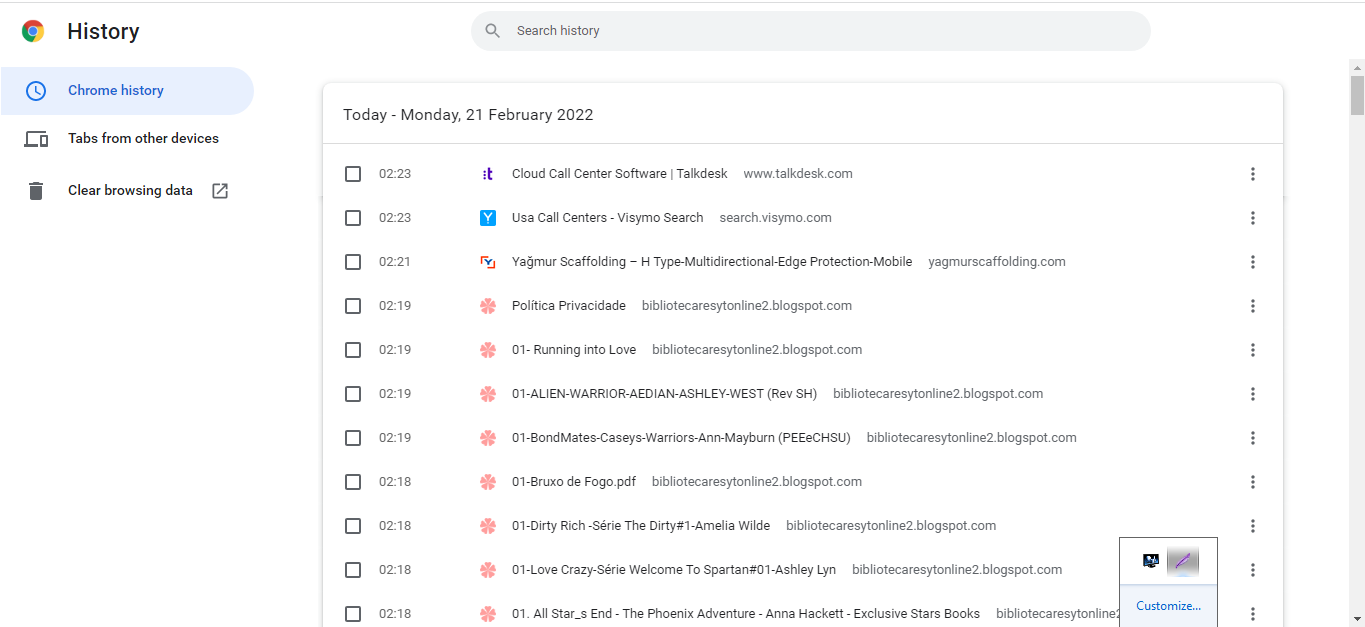 History
Search history
Chrome history
Tabs from other devices
Clear browsing data
Today - Monday, 21 February 2022
02:23 Cloud Call Center Software | Talkdesk www.talkdesk.com
02:23 Usa Call Centers - Visymo Search search.visymo.com
02:21 Yağmur Scaffolding – H Type-Multidirectional-Edge Protection-Mobile yagmurscaffolding.com
02:19 Política Privacidade bibliotecaresytonline2.blogspot.com
02:19 01- Running into Love bibliotecaresytonline2.blogspot.com
02:19 01-ALIEN-WARRIOR-AEDIAN-ASHLEY-WEST (Rev SH) bibliotecaresytonline2.blogspot.com
02:19 01-BondMates-Caseys-Warriors-Ann-Mayburn (PEEeCHSU) bibliotecaresytonline2.blogspot.com
02:18 01-Bruxo de Fogo.pdf bibliotecaresytonline2.blogspot.com
02:18 01-Dirty Rich -Série The Dirty#1-Amelia Wilde bibliotecaresytonline2.blogspot.com
02:18 01-Love Crazy-Série Welcome To Spartan#01-Ashley Lyn bibliotecaresytonline2.blogspot.com
02:18 01. All Star_s End - The Phoenix Adventure - Anna Hackett - Exclusive Stars Books bibliotecaresytonline2
Customize...